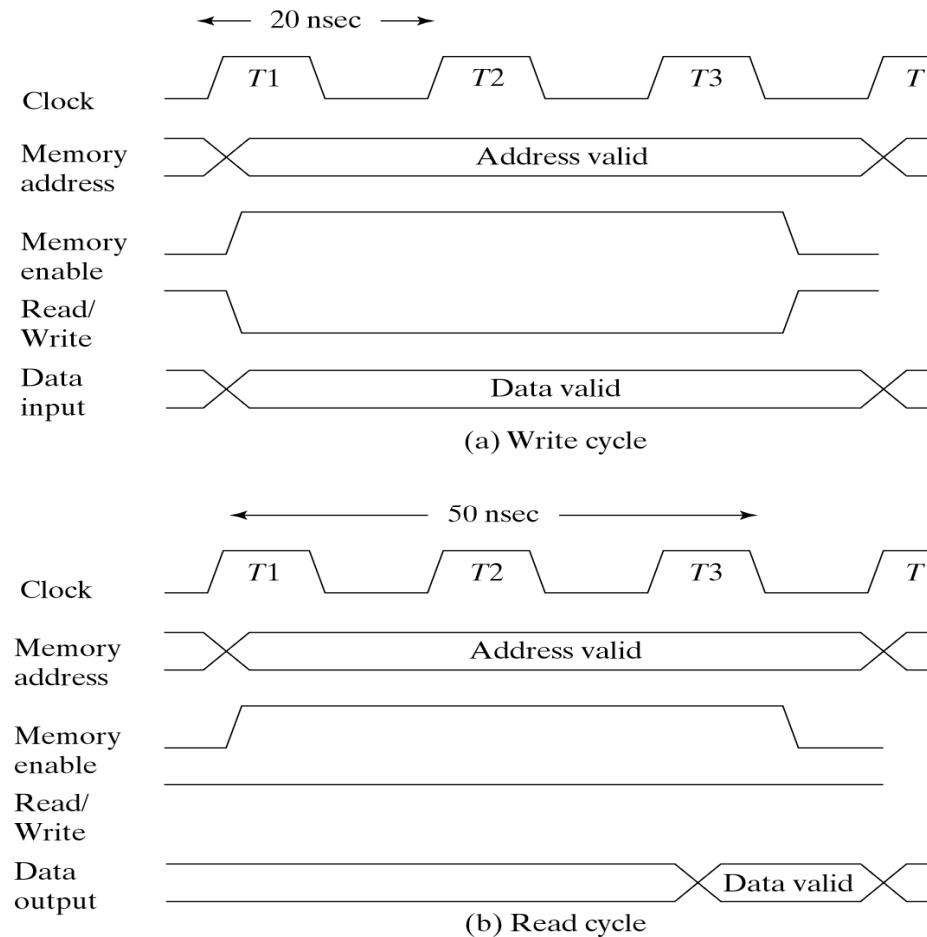 20 nsec
T1 T2 T3 T
Clock
Memory
address
Address valid
Memory
enable
Read/
Write
Data
input
Data valid
(a) Write cycle
50 nsec
T1 T2 T3 T
Clock
Memory
address
Address valid
Memory
enable
Read/
Write
Data
output
Data valid
(b) Read cycle